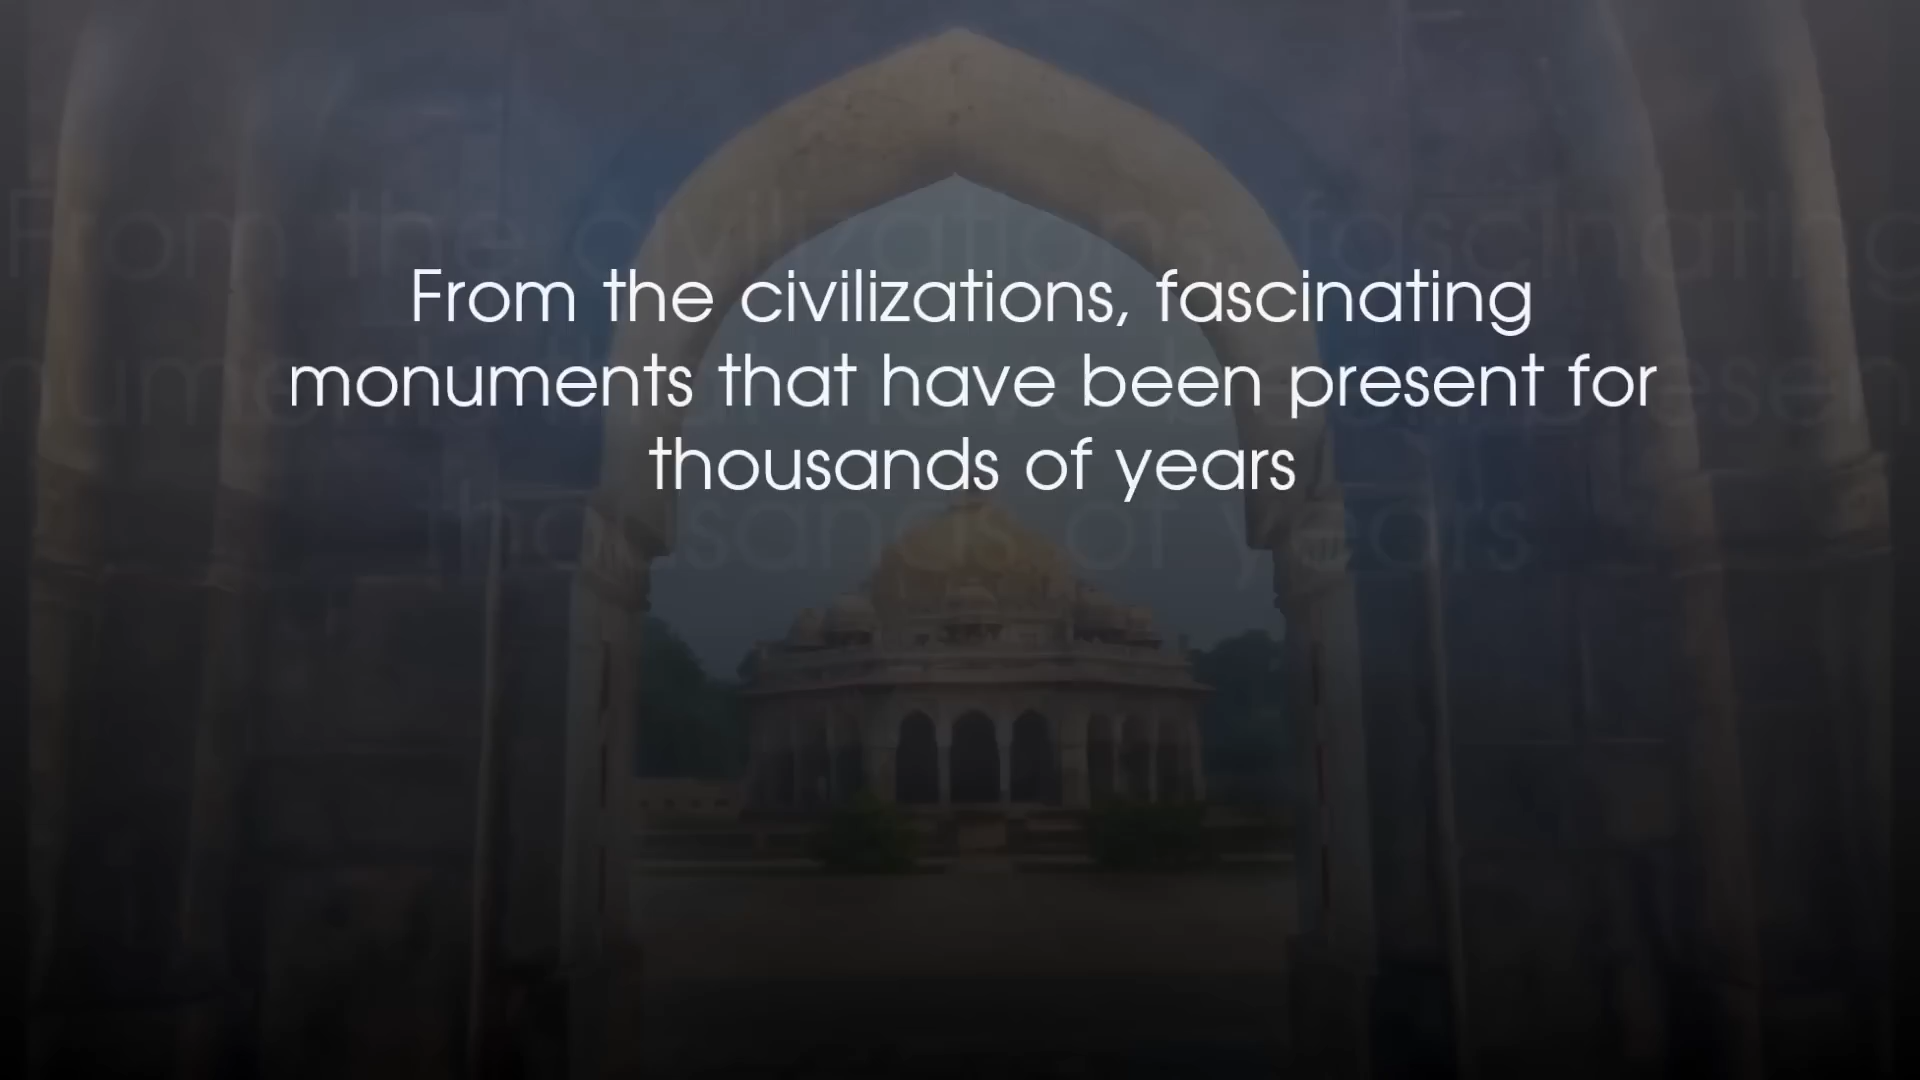 From the civilizations, fascinating
monuments that have been present for
thousands of years